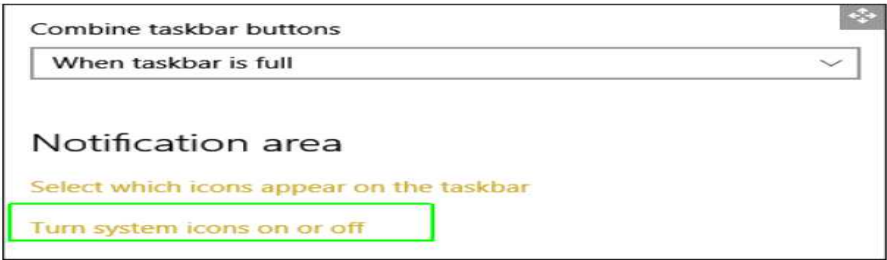 Combine taskbar buttons
When taskbar is full
Notification area
Select which icons appear on the taskbar
Turn system icons on or off